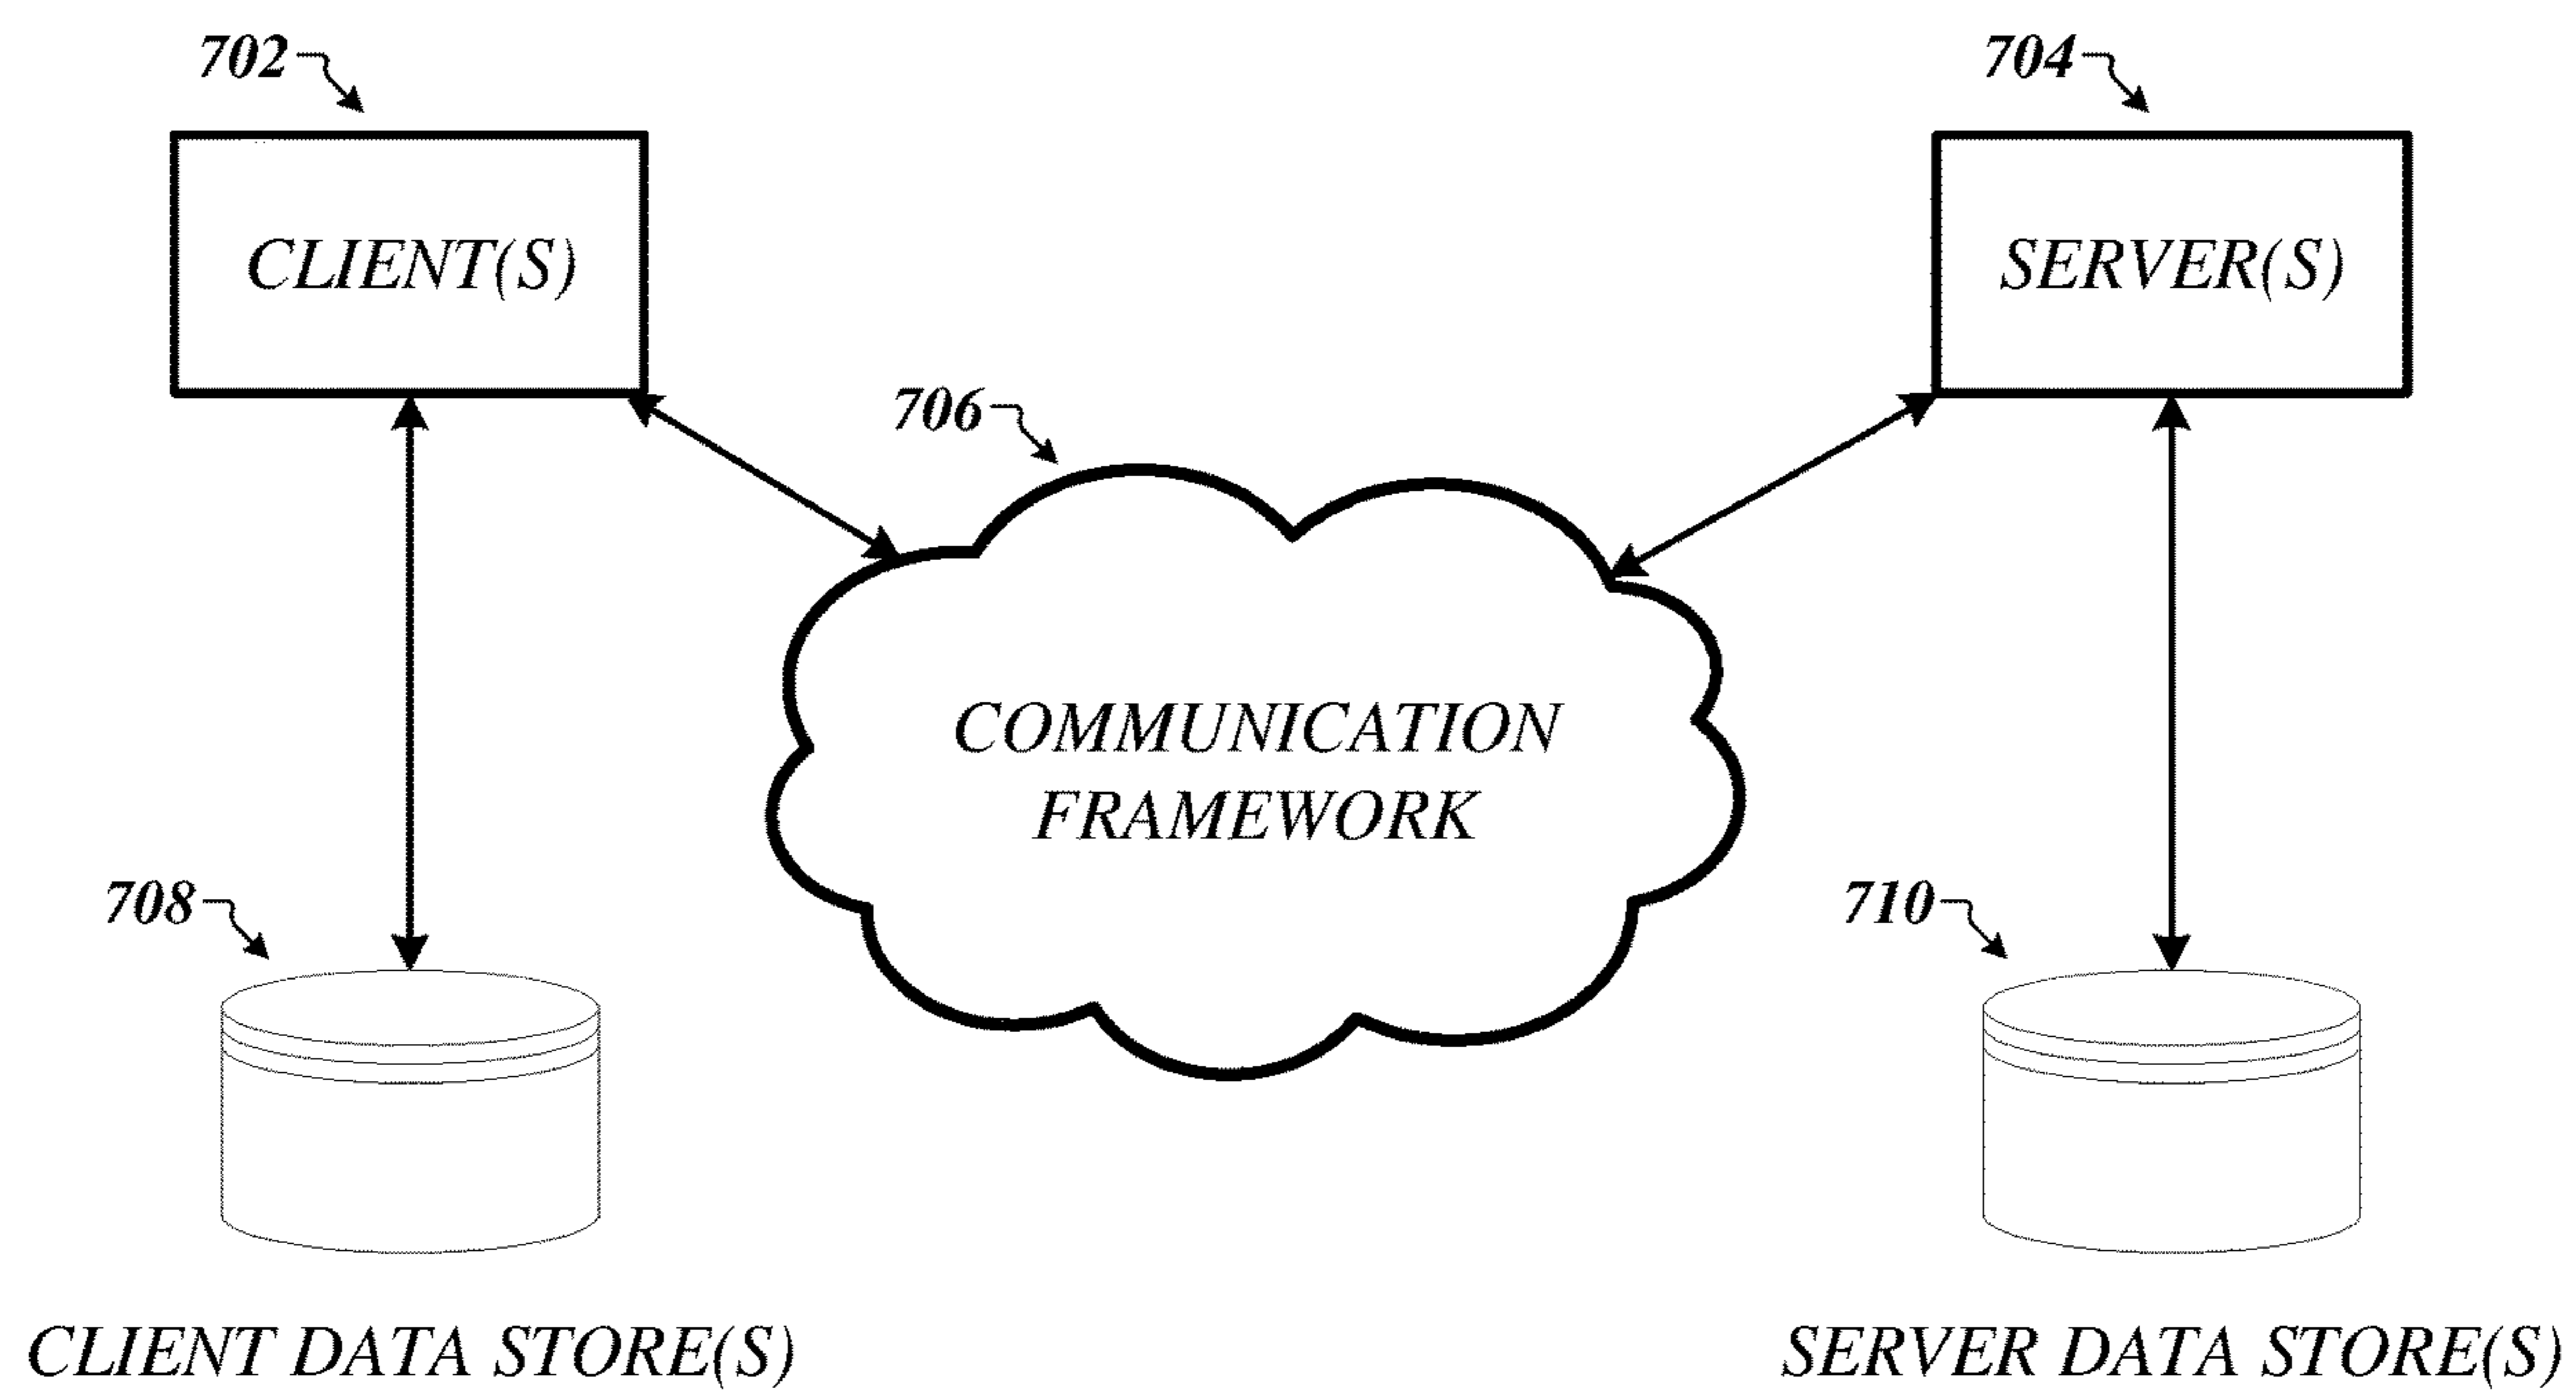 702
704
CLIENT(S)
SERVER(S)
706
COMMUNICATION
FRAMEWORK
708
710
CLIENT DATA STORE(S)
SERVER DATA STORE(S)